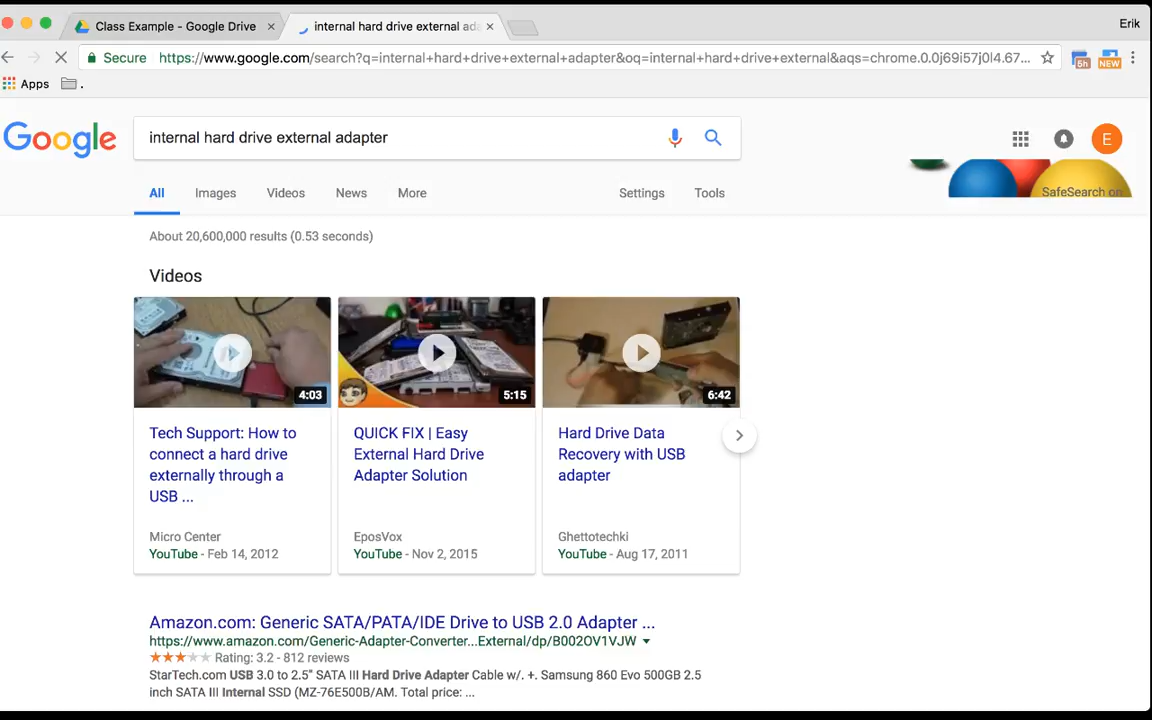 Class Example - Google Drive
internal hard drive external ada
Erik
Secure https://www.google.com/search?q=internal+hard+drive+external+adapter&oq=internal+hard+drive+external&aqs=chrome.0.0j69i57j0l4.67...
5h
NEW
Apps
.
Google
internal hard drive external adapter
E
All Images Videos News More Settings Tools
SafeSearch on
About 20,600,000 results (0.53 seconds)
Videos
4:03
5:15
6:42
Tech Support: How to
connect a hard drive
externally through a
USB ...
Micro Center
YouTube - Feb 14, 2012
QUICK FIX | Easy
External Hard Drive
Adapter Solution
EposVox
YouTube - Nov 2, 2015
Hard Drive Data
Recovery with USB
adapter
Ghettotechki
YouTube - Aug 17, 2011
Amazon.com: Generic SATA/PATA/IDE Drive to USB 2.0 Adapter ...
https://www.amazon.com/Generic-Adapter-Converter...External/dp/B002OV1VJW
Rating: 3.2 - 812 reviews
StarTech.com USB 3.0 to 2.5" SATA III Hard Drive Adapter Cable w/. +. Samsung 860 Evo 500GB 2.5
inch SATA III Internal SSD (MZ-76E500B/AM. Total price: ...